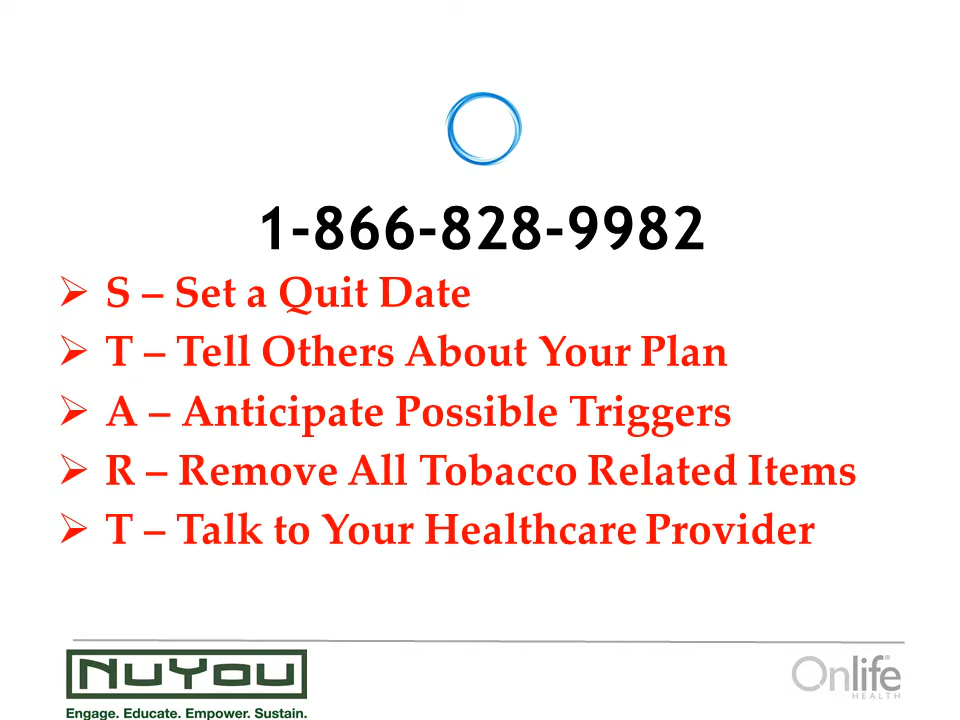 1-866-828-9982
➢ S – Set a Quit Date
➢ T – Tell Others About Your Plan
➢ A – Anticipate Possible Triggers
➢ R – Remove All Tobacco Related Items
➢ T – Talk to Your Healthcare Provider
NuYou
Engage. Educate. Empower. Sustain.
Onlife®
HEALTH